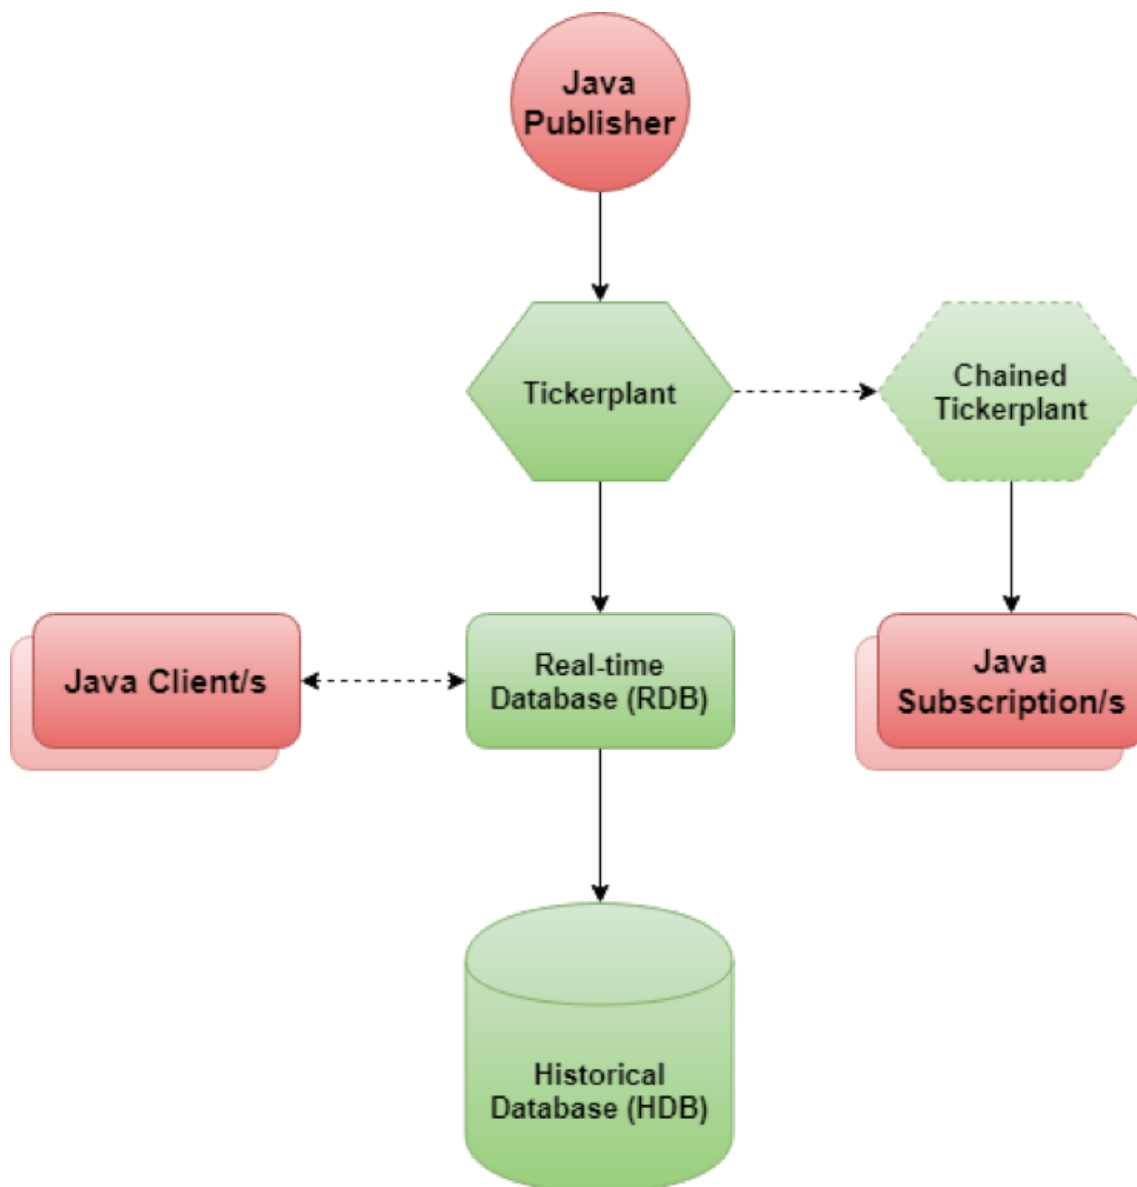 Java
Publisher
Tickerplant
Chained
Tickerplant
Java Client/s
Real-time
Database (RDB)
Java
Subscription/s
Historical
Database (HDB)